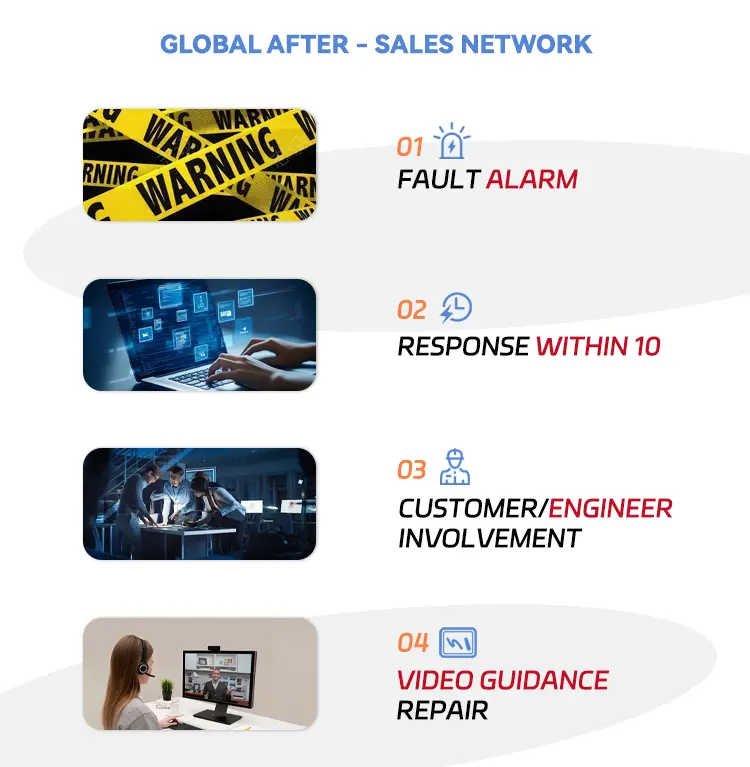 GLOBAL AFTER - SALES NETWORK
WARNING
WARNING
WARNING
RNING
01
FAULT ALARM
02
RESPONSE WITHIN 10
03
CUSTOMER/ENGINEER
INVOLVEMENT
04
VIDEO GUIDANCE
REPAIR